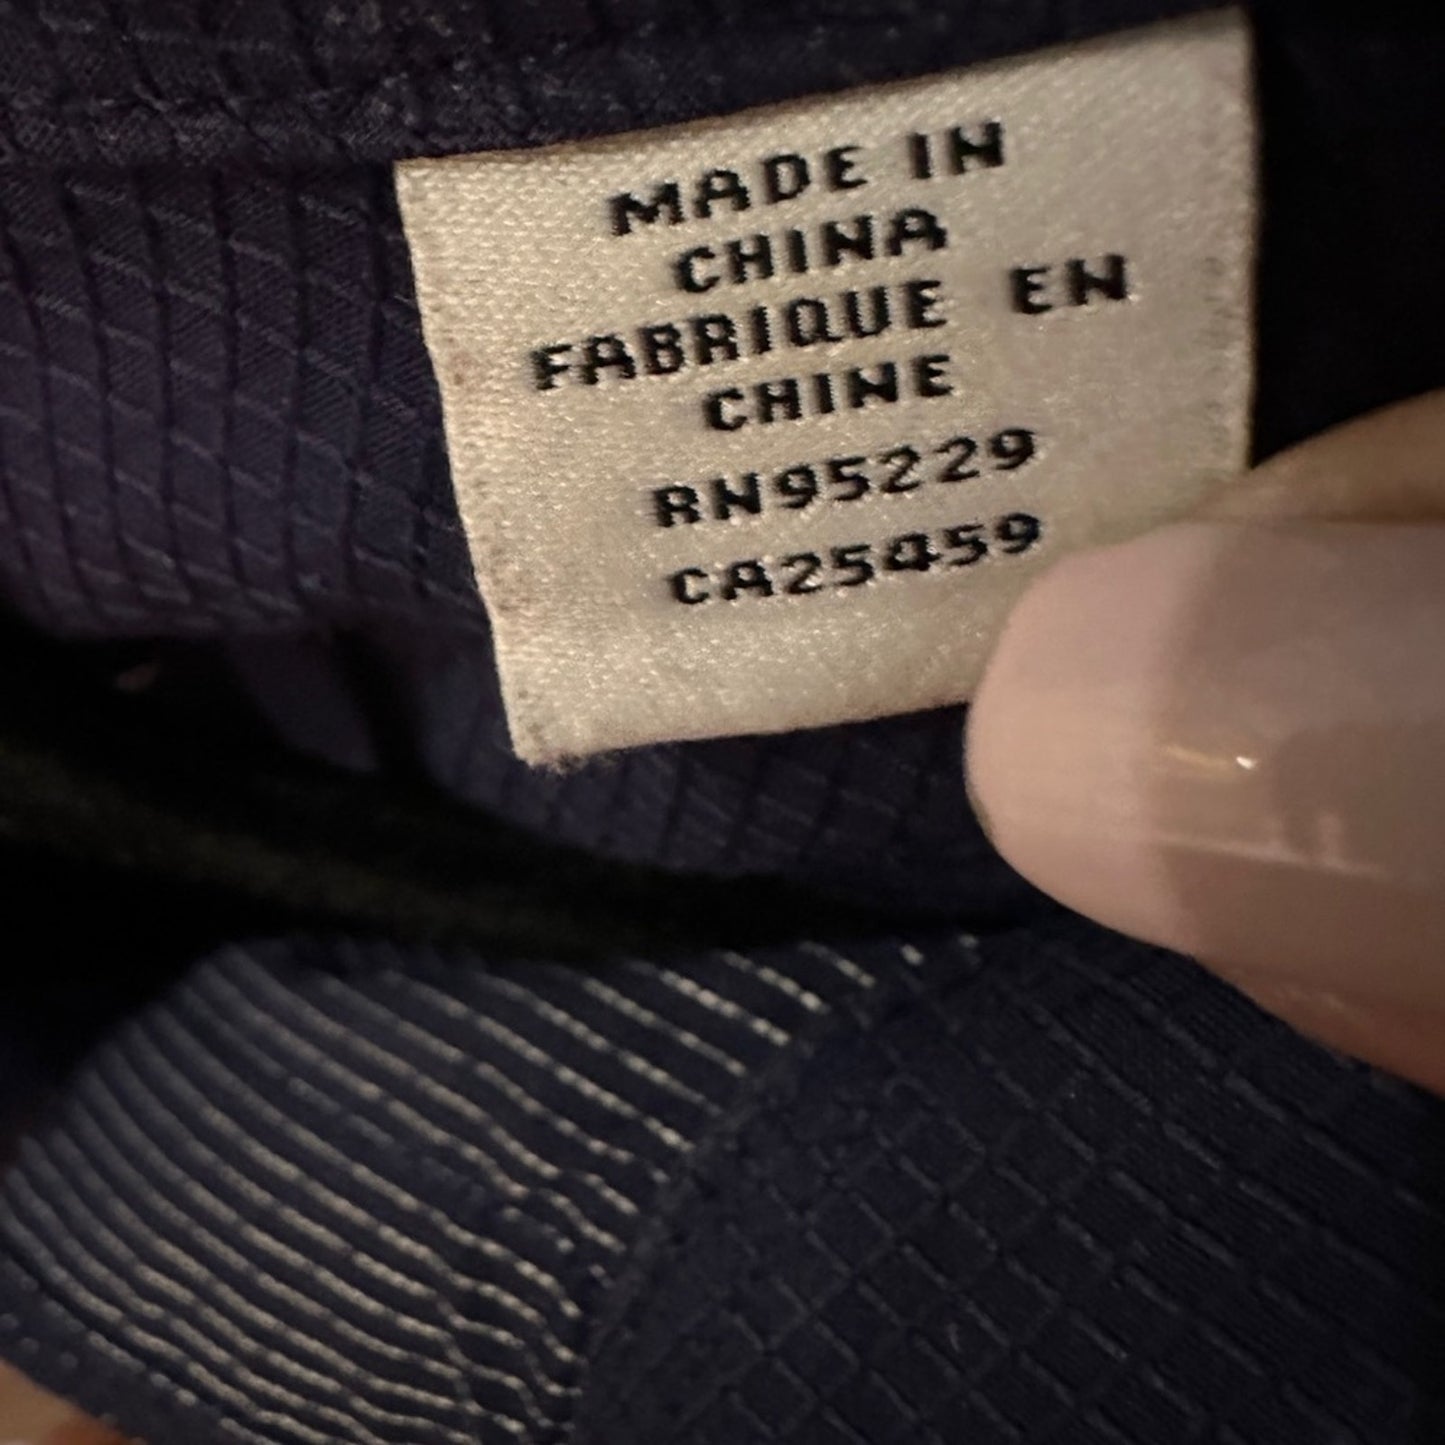 MADE IN
CHINA
FABRIQUE EN
CHINE
RN95229
CA25459